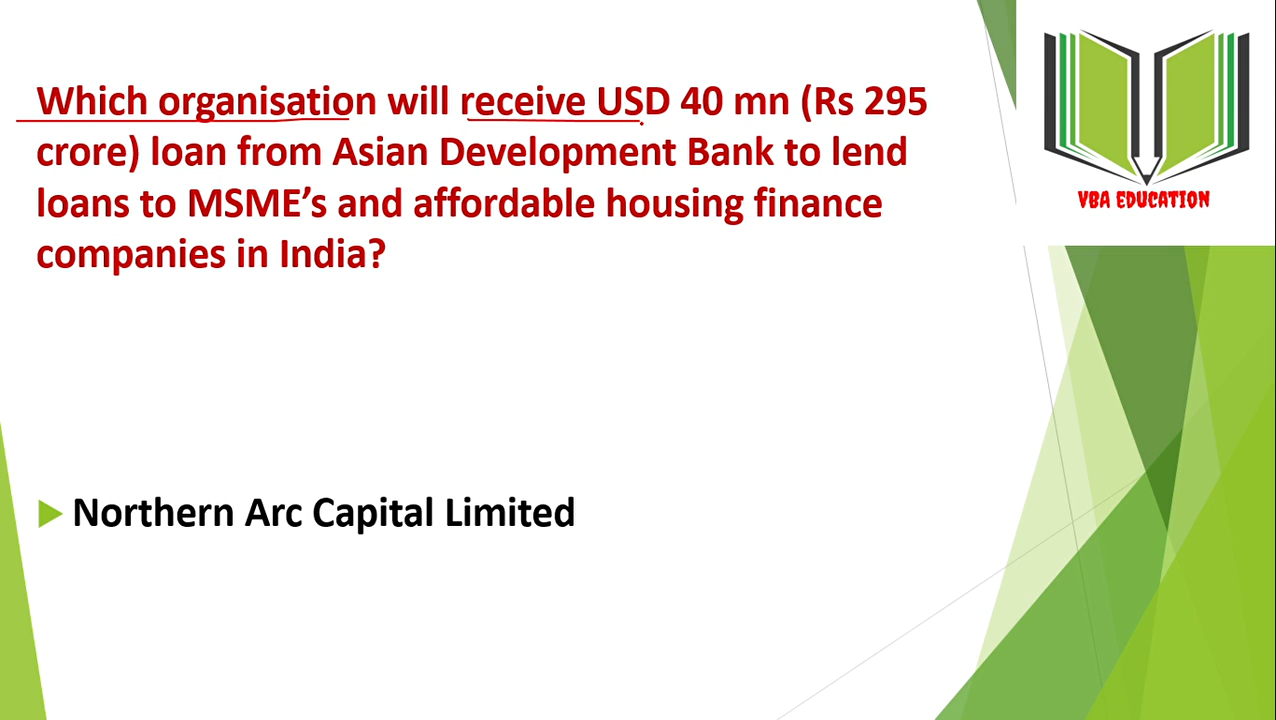 Which organisation will receive USD 40 mn (Rs 295
crore) loan from Asian Development Bank to lend
loans to MSME’s and affordable housing finance
companies in India?
VBA EDUCATION
Northern Arc Capital Limited